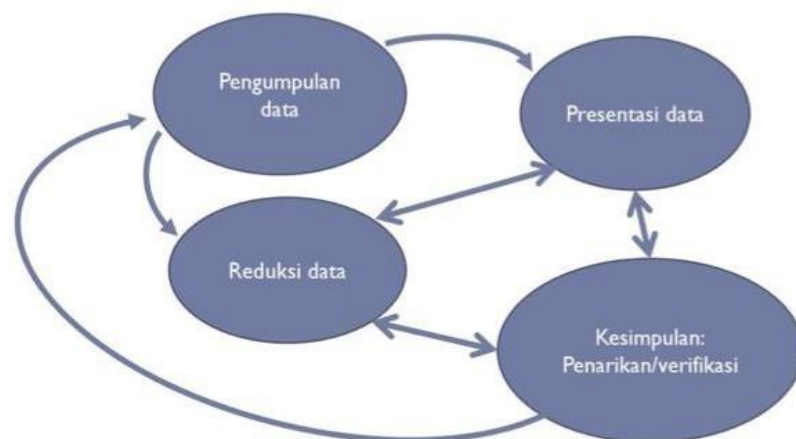 Pengumpulan
data
Presentasi data
Reduksi data
Kesimpulan:
Penarikan/verifikasi